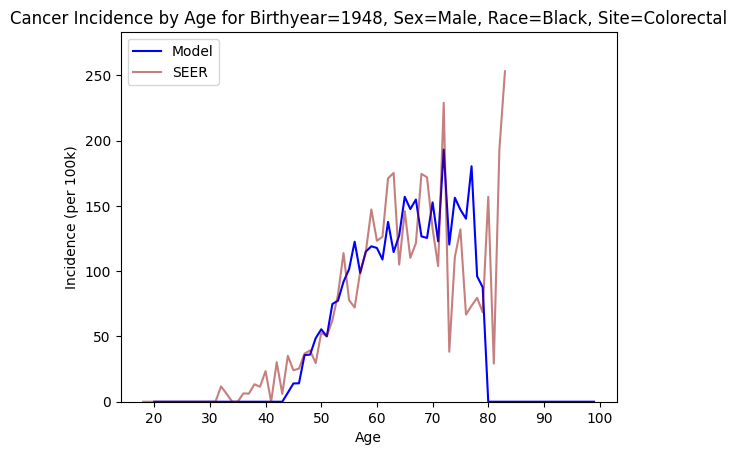 Cancer Incidence by Age for Birthyear=1948, Sex=Male, Race=Black, Site=Colorectal
Model
SEER
Incidence (per 100k)
250
200
150
100
50
0
20 30 40 50 60 70 80 90 100
Age